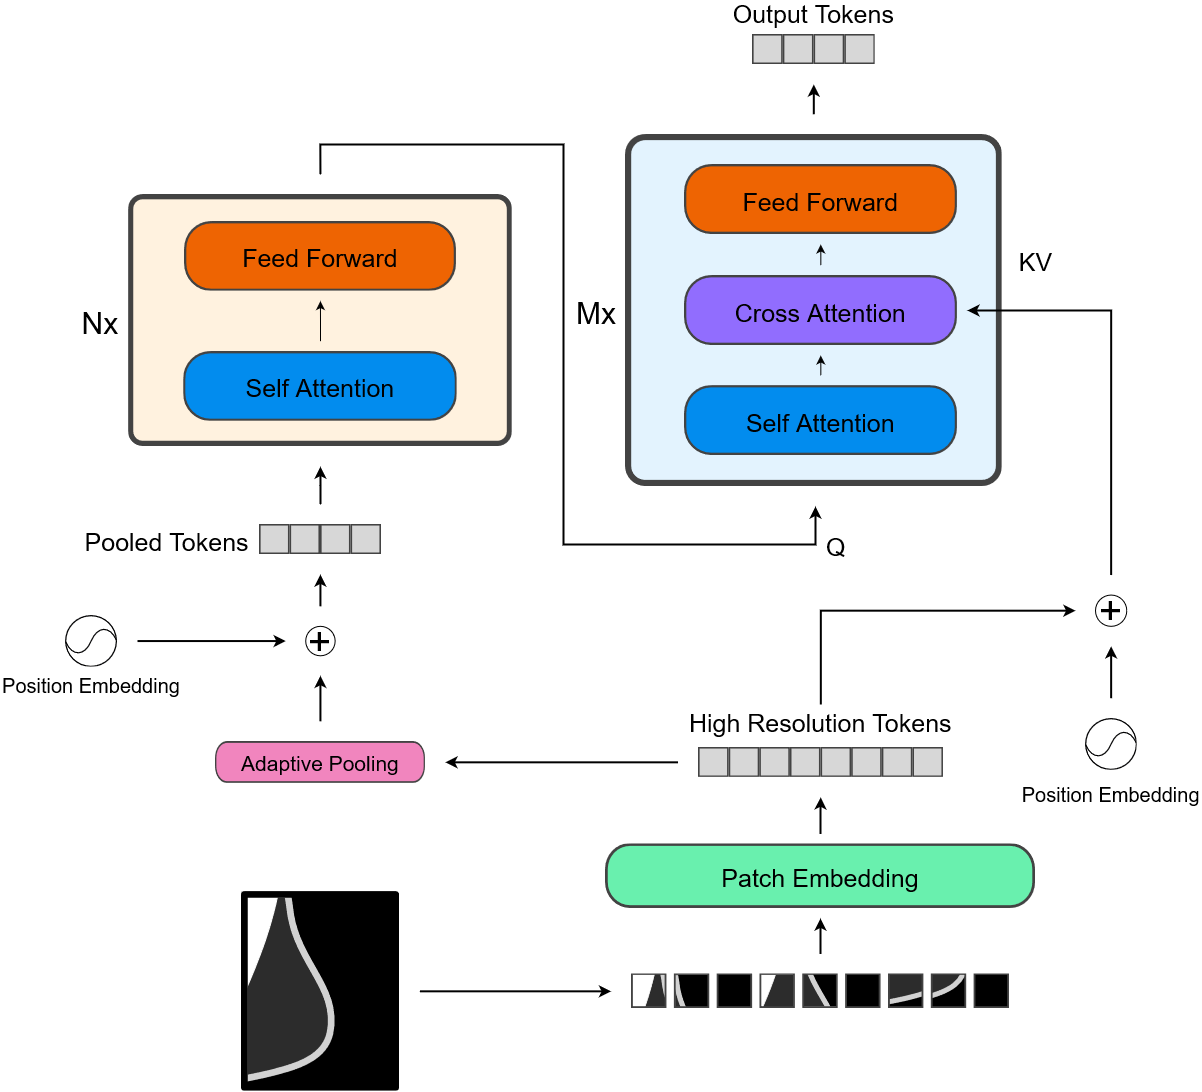 Output Tokens
Feed Forward
Feed Forward
KV
Nx
Mx
Cross Attention
Self Attention
Self Attention
Pooled Tokens
Q
Position Embedding
High Resolution Tokens
Adaptive Pooling
Position Embedding
Patch Embedding